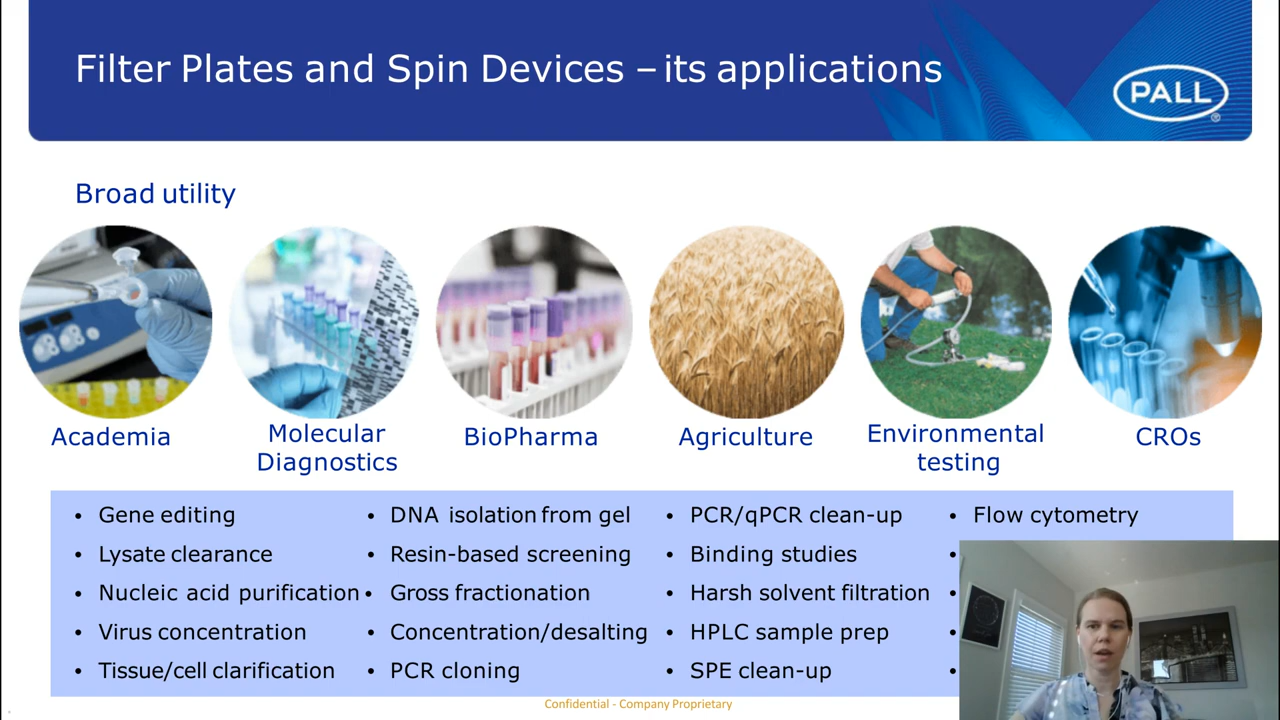 Filter Plates and Spin Devices – its applications
PALL
Broad utility
Academia
Molecular
Diagnostics
BioPharma
Agriculture
Environmental
testing
CROs
• Gene editing
• Lysate clearance
• Nucleic acid purification
• Virus concentration
• Tissue/cell clarification
• DNA isolation from gel
• Resin-based screening
• Gross fractionation
• Concentration/desalting
• PCR cloning
• PCR/qPCR clean-up
• Binding studies
• Harsh solvent filtration
• HPLC sample prep
• SPE clean-up
• Flow cytometry
Confidential - Company Proprietary